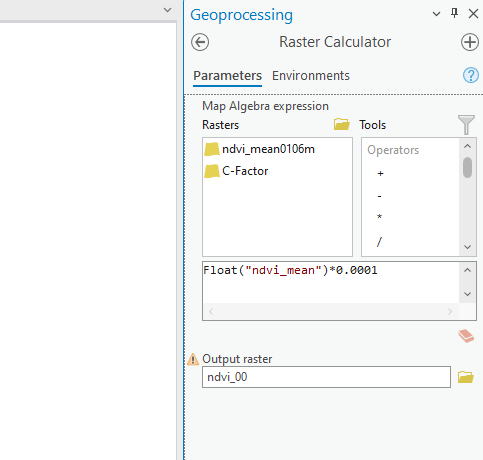 Geoprocessing
Raster Calculator
Parameters Environments
Map Algebra expression
Rasters
Tools
ndvi_mean0106m
C-Factor
Operators
+
-
*
/
Float("ndvi_mean")*0.0001
Output raster
ndvi_00